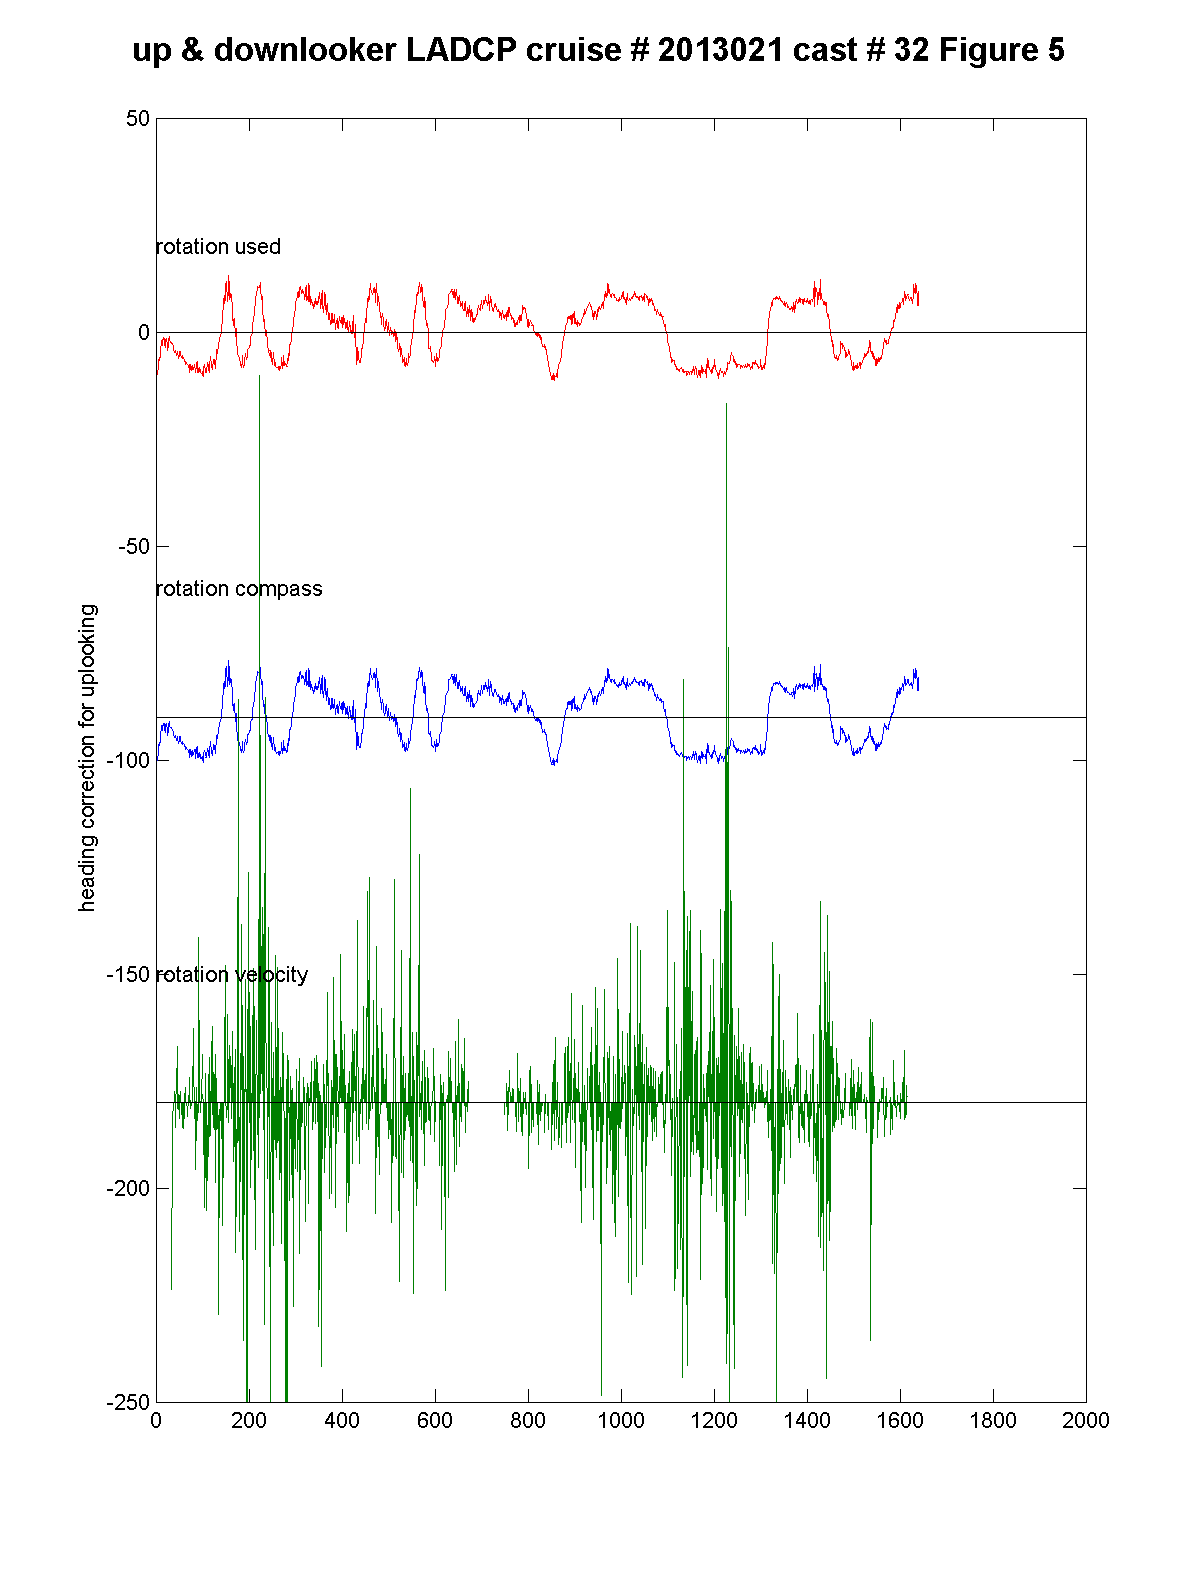 up & downlooker LADCP cruise # 2013021 cast # 32 Figure 5
50
rotation used
0
-50
rotation compass
heading correction for uplooking
-100
-150
rotation velocity
-200
-250
0 200 400 600 800 1000 1200 1400 1600 1800 2000